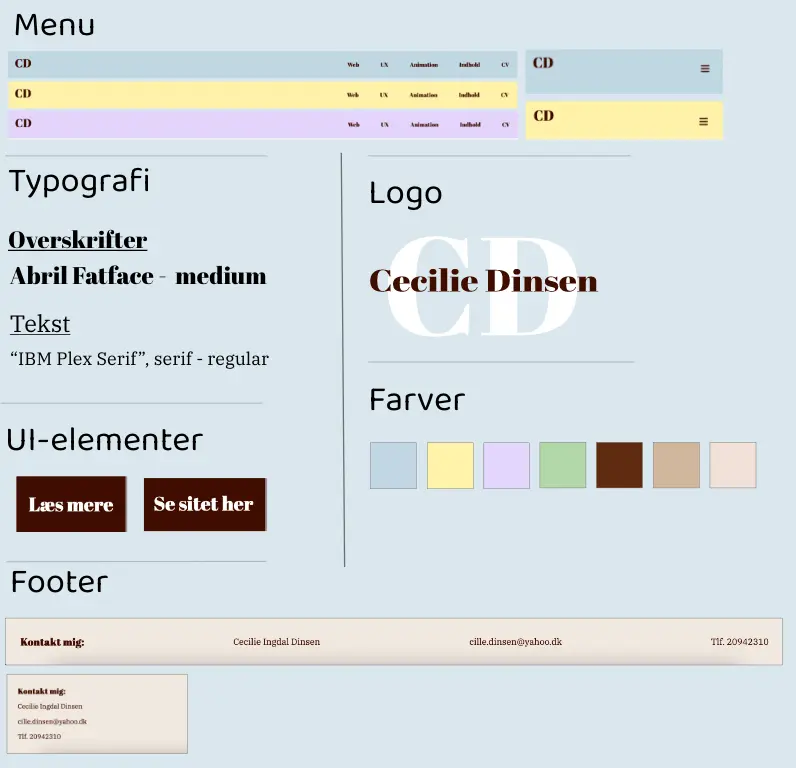 Menu
CD Web UX Animation Indhold CV
CD Web UX Animation Indhold CV
CD Web UX Animation Indhold CV
CD
CD
Typografi
Overskrifter
Abril Fatface - medium
Tekst
“IBM Plex Serif”, serif - regular
UI-elementer
Læs mere
Se sitet her
Logo
CD
Cecilie Dinsen
Farver
Footer
Kontakt mig: Cecilie Ingdal Dinsen cille.dinsen@yahoo.dk Tlf. 20942310
Kontakt mig:
Cecilie Ingdal Dinsen
cille.dinsen@yahoo.dk
Tlf. 20942310